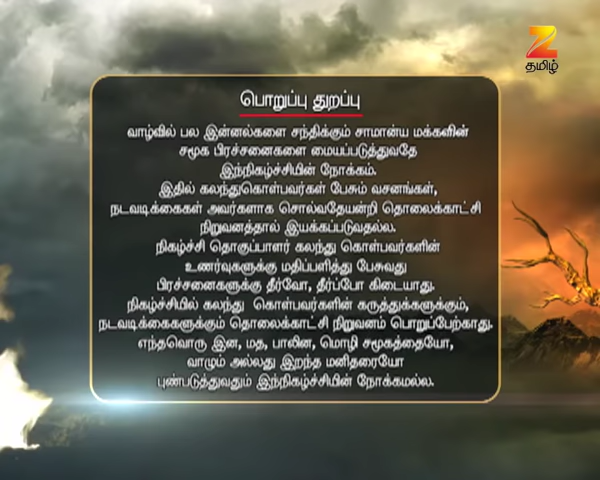 தமிழ்
பொறுப்பு துறப்பு
வாழ்வில் பல இன்னல்களை சந்திக்கும் சாமான்ய மக்களின்
சமூக பிரச்சனைகளை மையப்படுத்துவதே
இந்நிகழ்ச்சியின் நோக்கம்.
இதில் கலந்துகொள்பவர்கள் பேசும் வசனங்கள்,
நடவடிக்கைகள் அவர்களாக சொல்வதேயன்றி தொலைக்காட்சி
நிறுவனத்தால் இயக்கப்படுவதல்ல.
நிகழ்ச்சி தொகுப்பாளர் கலந்து கொள்பவர்களின்
உணர்வுகளுக்கு மதிப்பளித்து பேசுவது
பிரச்சனைகளுக்கு தீர்வோ, தீர்ப்போ கிடையாது.
நிகழ்ச்சியில் கலந்து கொள்பவர்களின் கருத்துக்களுக்கும்,
நடவடிக்கைகளுக்கும் தொலைக்காட்சி நிறுவனம் பொறுப்பேற்காது.
எந்தவொரு இன, மத, பாலின, மொழி சமூகத்தையோ,
வாழும் அல்லது இறந்த மனிதரையோ
புண்படுத்துவதும் இந்நிகழ்ச்சியின் நோக்கமல்ல.